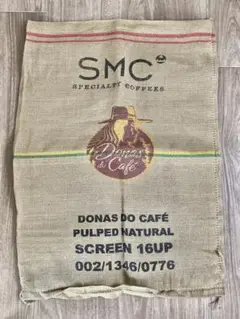 SMC
SPECIALTY COFFEES
Donas
do Café
DONAS DO CAFÉ
PULPED NATURAL
SCREEN 16UP
002/1346/0776